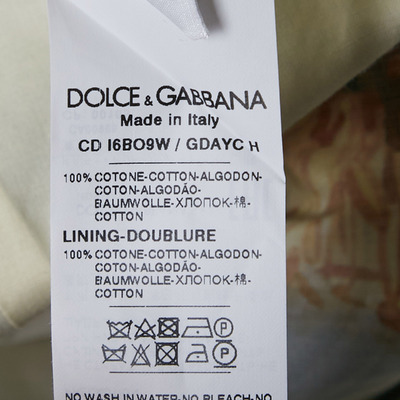 DOLCE & GABBANA
Made in Italy
CD I6BO9W / GDAYC H
100% COTONE-COTTON-ALGODON-
COTON-ALGODÃO-
BAUMWOLLE-ХЛОПОК-棉-
COTTON
LINING-DOUBLURE
100% COTONE-COTTON-ALGODON-
COTON-ALGODÃO-
BAUMWOLLE-ХЛОПОК-棉-
COTTON
P
P
NO WASH IN WATER-NO BLEACH-NO